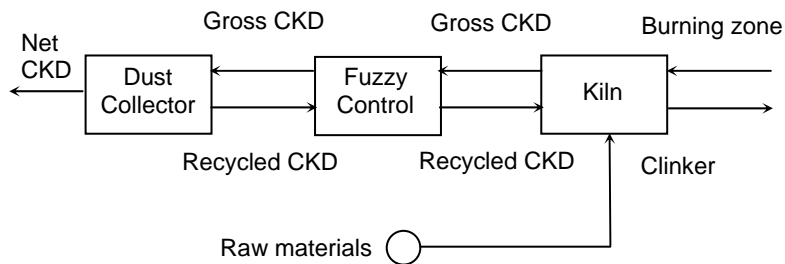 Gross CKD
Gross CKD
Burning zone
Net
CKD
Dust
Collector
Fuzzy
Control
Kiln
Recycled CKD
Recycled CKD
Clinker
Raw materials